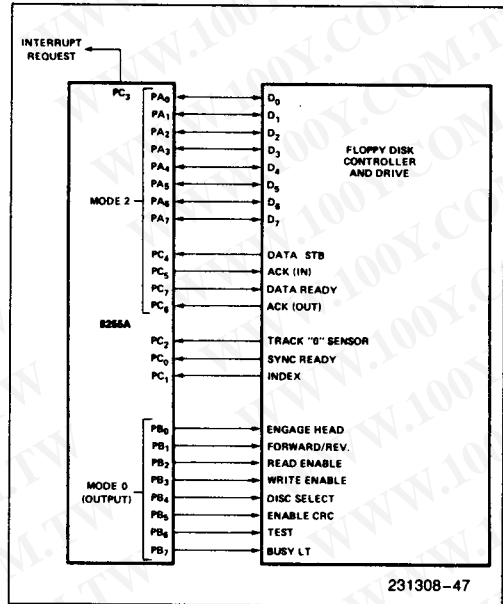 INTERRUPT
REQUEST
PC3
PA0 D0
PA1 D1
PA2 D2
PA3 D3
PA4 D4
PA5 D5
PA6 D6
PA7 D7
MODE 2
FLOPPY DISK
CONTROLLER
AND DRIVE
PC4 DATA STB
PC5 ACK (IN)
PC7 DATA READY
PC6 ACK (OUT)
8255A
PC2 TRACK "0" SENSOR
PC0 SYNC READY
PC1 INDEX
PB0 ENGAGE HEAD
PB1 FORWARD/REV.
PB2 READ ENABLE
PB3 WRITE ENABLE
PB4 DISC SELECT
PB5 ENABLE CRC
PB6 TEST
PB7 BUSY LT
MODE 0
(OUTPUT)
231308-47
WWW.100Y.COM.TW